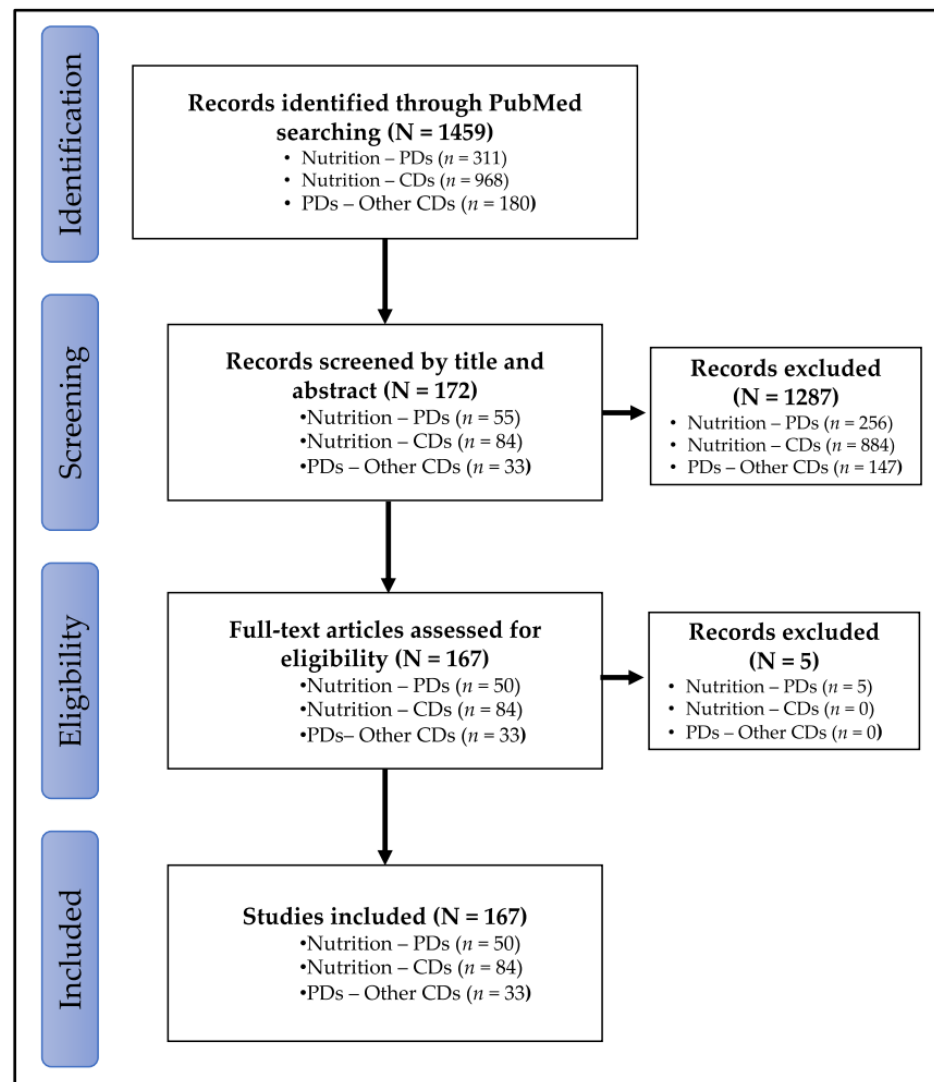 Identification
Records identified through PubMed
searching (N = 1459)
• Nutrition – PDs (n = 311)
• Nutrition – CDs (n = 968)
• PDs – Other CDs (n = 180)
Screening
Records screened by title and
abstract (N = 172)
•Nutrition – PDs (n = 55)
•Nutrition – CDs (n = 84)
•PDs – Other CDs (n = 33)
Records excluded
(N = 1287)
• Nutrition – PDs (n = 256)
• Nutrition – CDs (n = 884)
• PDs – Other CDs (n = 147)
Eligibility
Full-text articles assessed for
eligibility (N = 167)
•Nutrition – PDs (n = 50)
•Nutrition – CDs (n = 84)
•PDs– Other CDs (n = 33)
Records excluded
(N = 5)
• Nutrition – PDs (n = 5)
• Nutrition – CDs (n = 0)
• PDs – Other CDs (n = 0)
Included
Studies included (N = 167)
•Nutrition – PDs (n = 50)
•Nutrition – CDs (n = 84)
•PDs – Other CDs (n = 33)